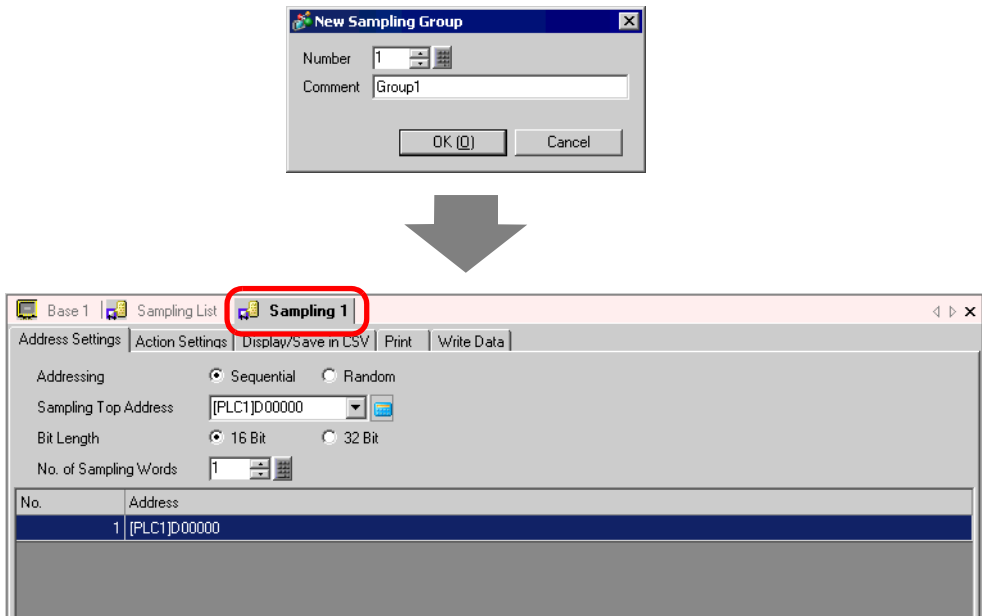 New Sampling Group
Number 1
Comment Group1
OK (O) Cancel
Base 1 Sampling List Sampling 1
Address Settings Action Settings Display/Save in CSV Print Write Data
Addressing Sequential Random
Sampling Top Address [PLC1]D00000
Bit Length 16 Bit 32 Bit
No. of Sampling Words 1
No. Address
1 [PLC1]D00000